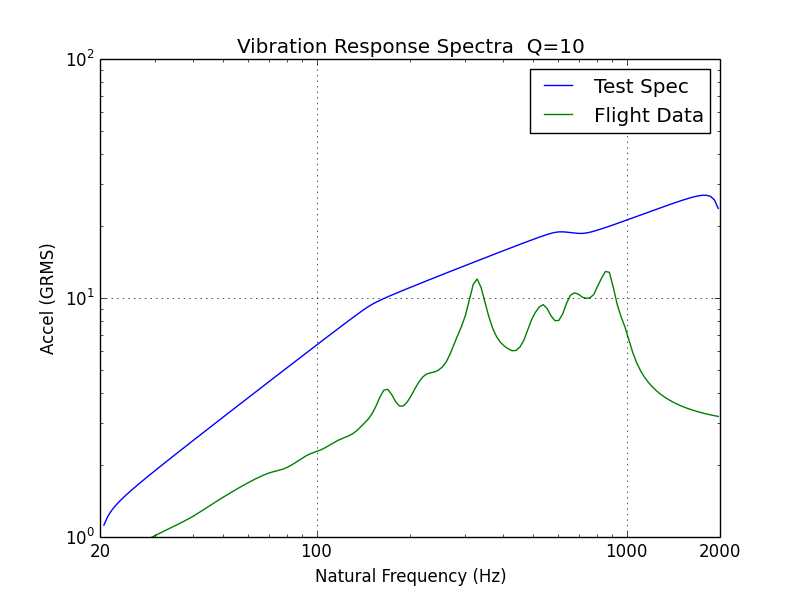 Vibration Response Spectra  Q=10
Test Spec
Flight Data
Accel (GRMS)
10²
10¹
10⁰
20 100 1000 2000
Natural Frequency (Hz)